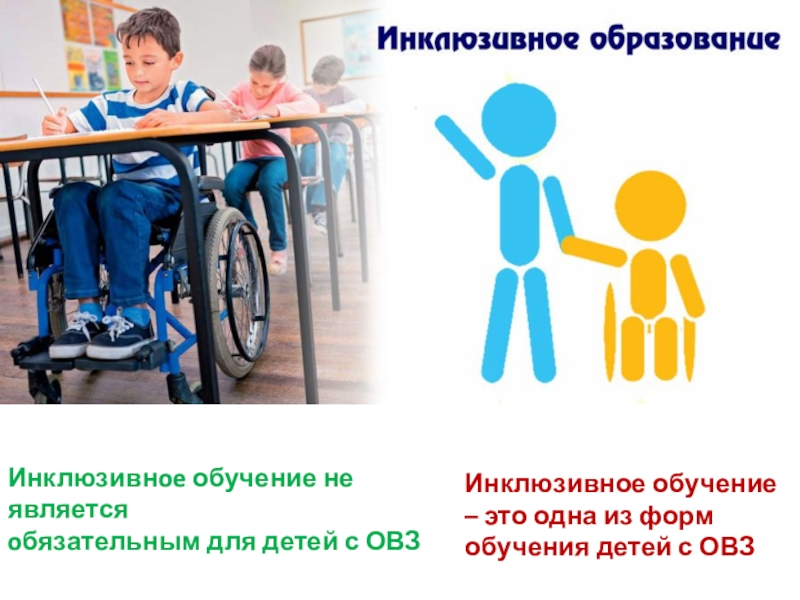 Инклюзивное образование
Инклюзивное обучение не
является
обязательным для детей с ОВЗ
Инклюзивное обучение
– это одна из форм
обучения детей с ОВЗ